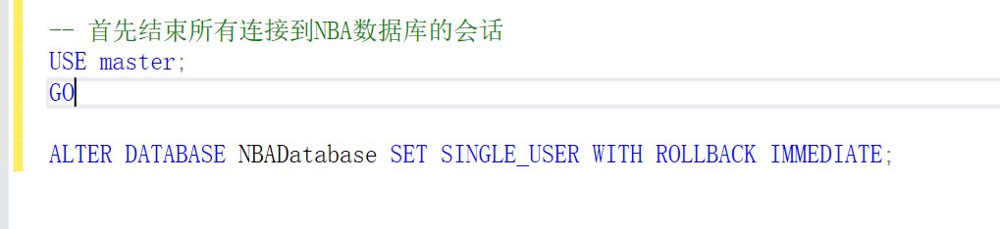 -- 首先结束所有连接到NBA数据库的会话
USE master;
GO
ALTER DATABASE NBADatabase SET SINGLE_USER WITH ROLLBACK IMMEDIATE;